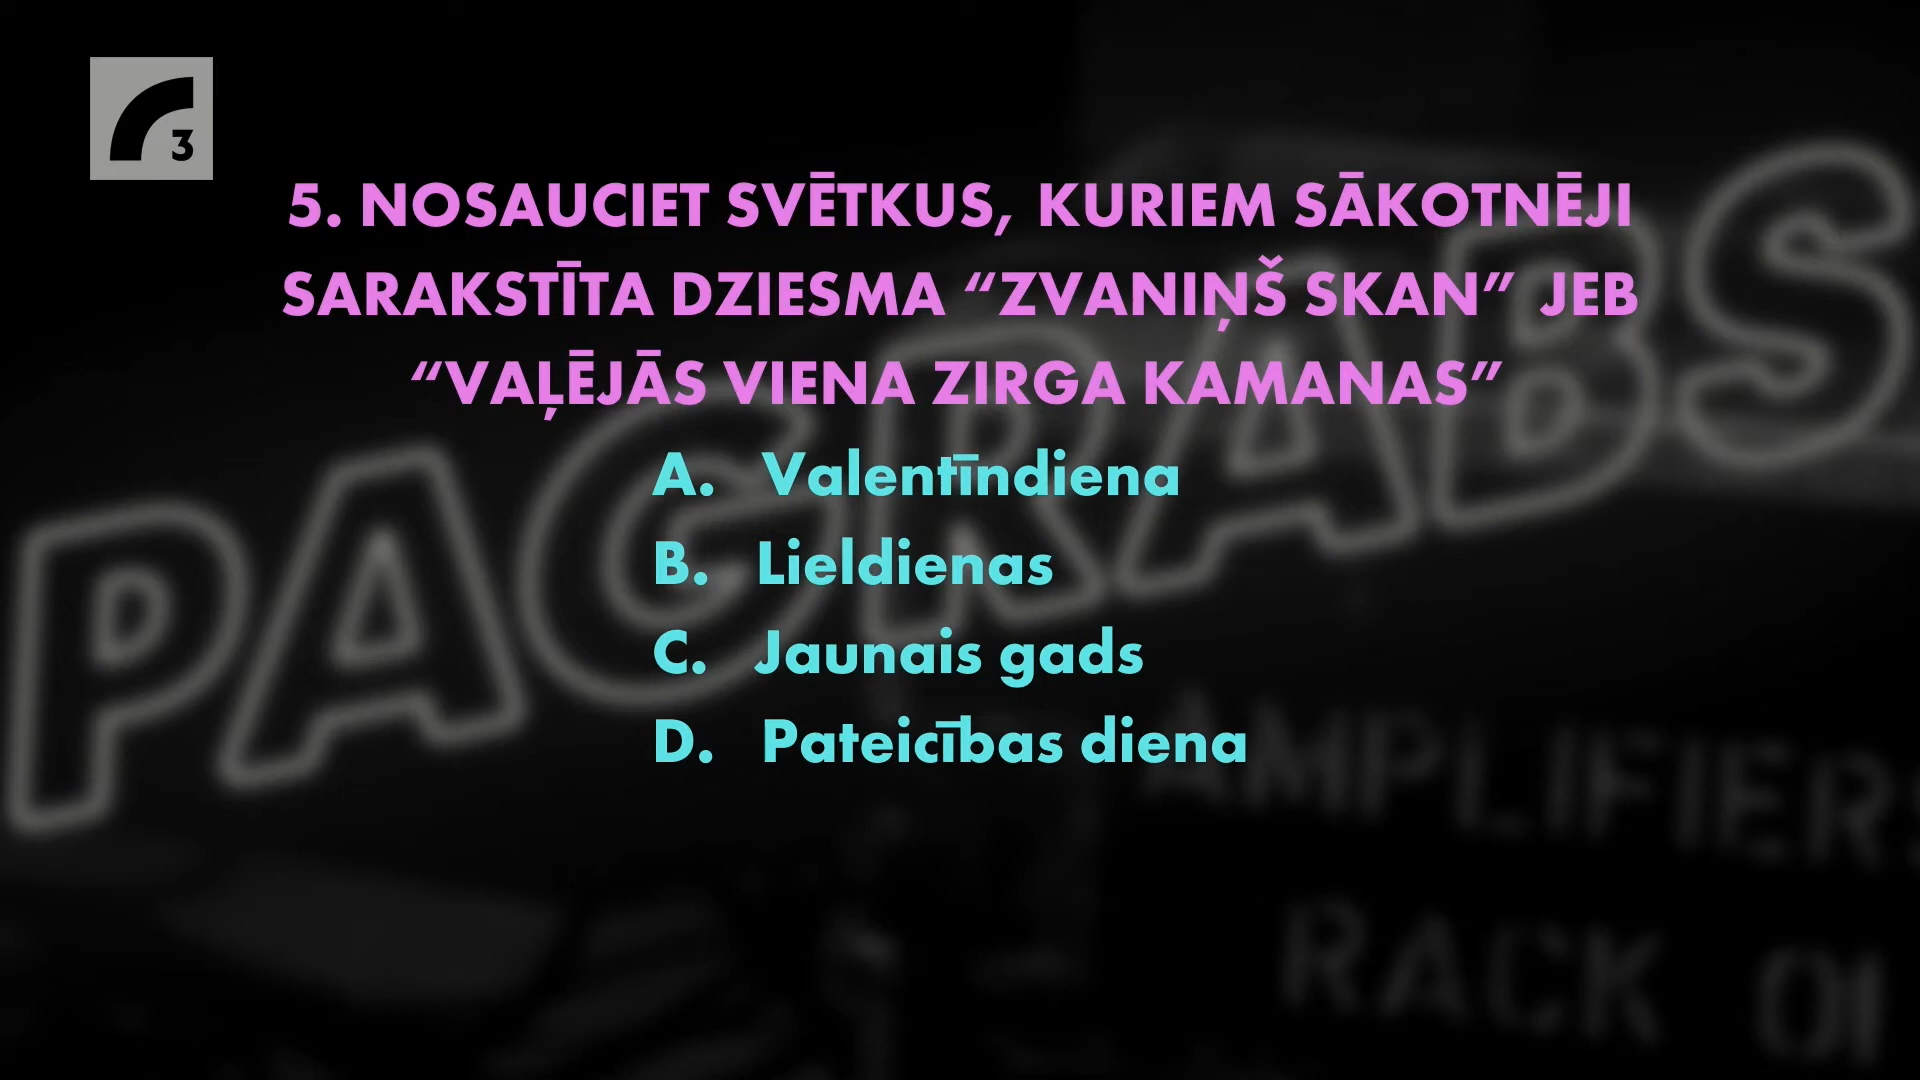 3
5. NOSAUCIET SVĒTKUS, KURIEM SĀKOTNĒJI
SARAKSTĪTA DZIESMA “ZVANIŅŠ SKAN” JEB
“VAĻĒJĀS VIENA ZIRGA KAMANAS”
A. Valentīndiena
B. Lieldienas
C. Jaunais gads
D. Pateicības diena
PAGRABS
AMPLIFIERS
RACK 01